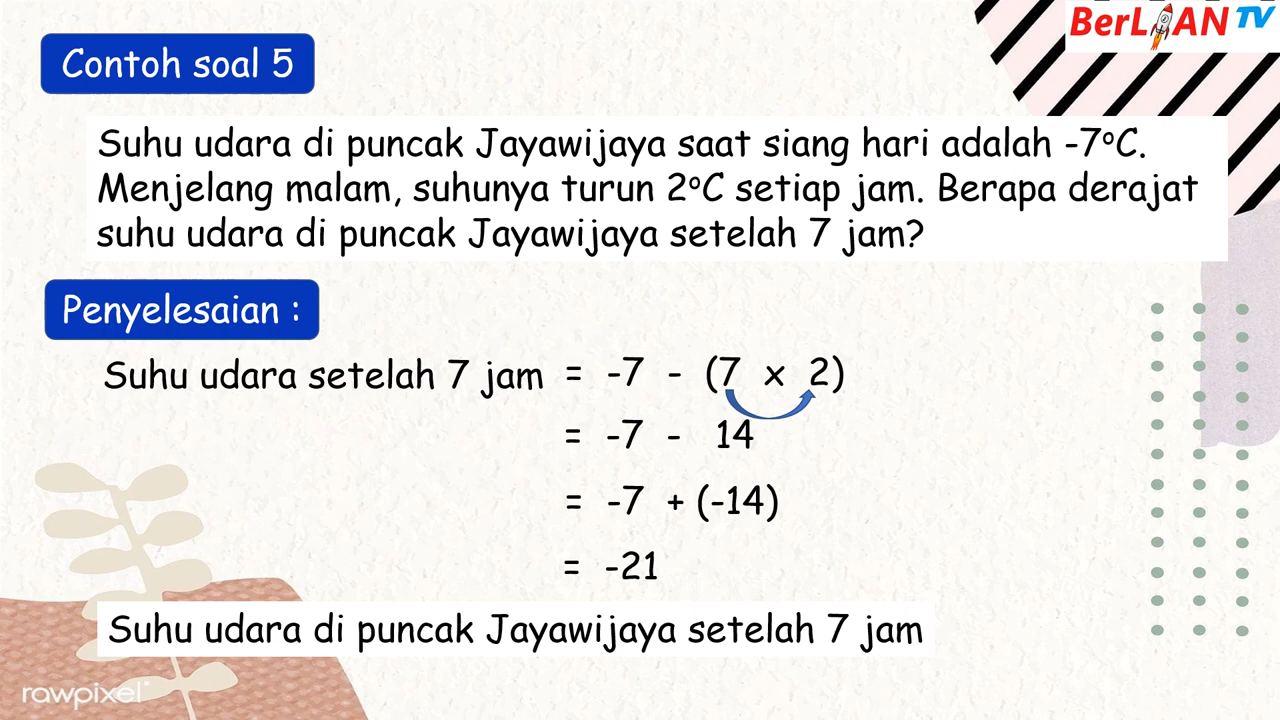 BerLIAN TV
Contoh soal 5
Suhu udara di puncak Jayawijaya saat siang hari adalah -7°C.
Menjelang malam, suhunya turun 2°C setiap jam. Berapa derajat
suhu udara di puncak Jayawijaya setelah 7 jam?
Penyelesaian :
Suhu udara setelah 7 jam = -7 - (7 x 2)
= -7 - 14
= -7 + (-14)
= -21
Suhu udara di puncak Jayawijaya setelah 7 jam
rawpixel